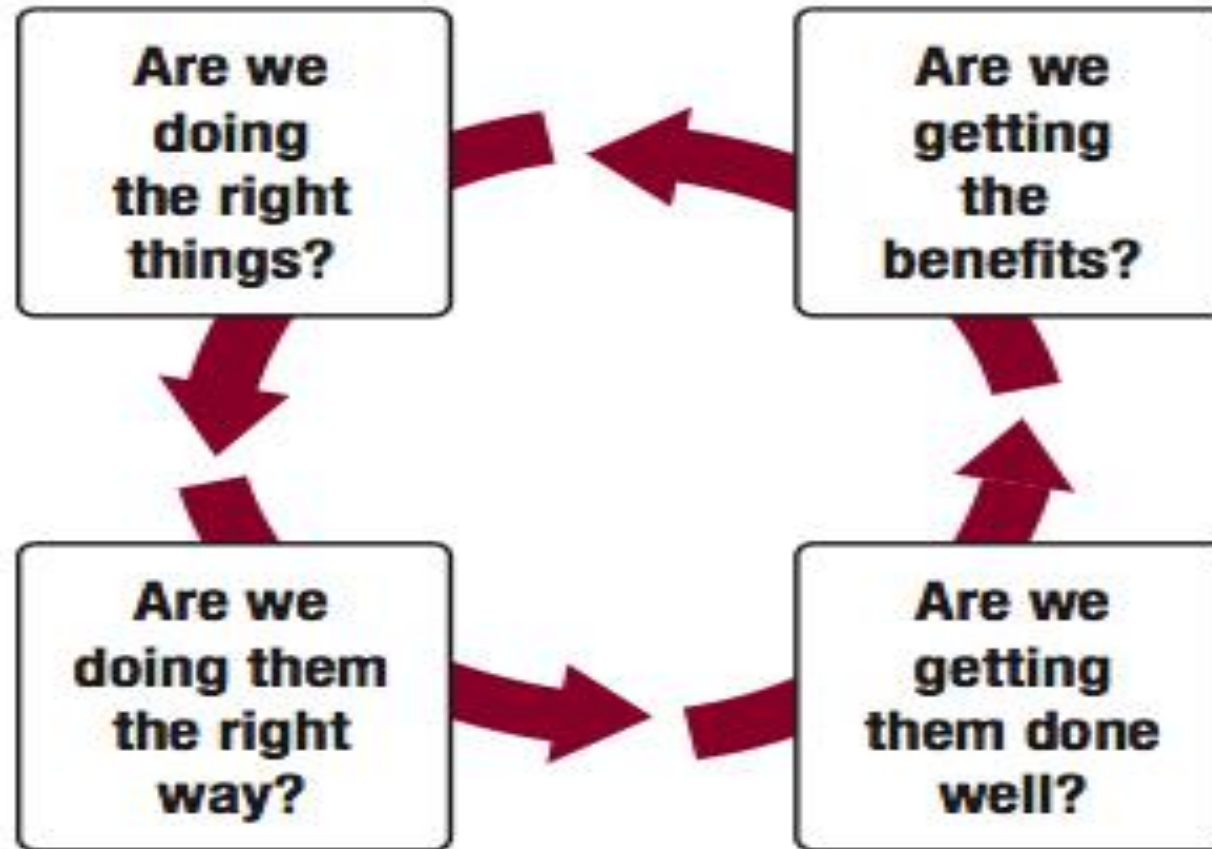 Are we
doing
the right
things?
Are we
getting
the
benefits?
Are we
doing them
the right
way?
Are we
getting
them done
well?